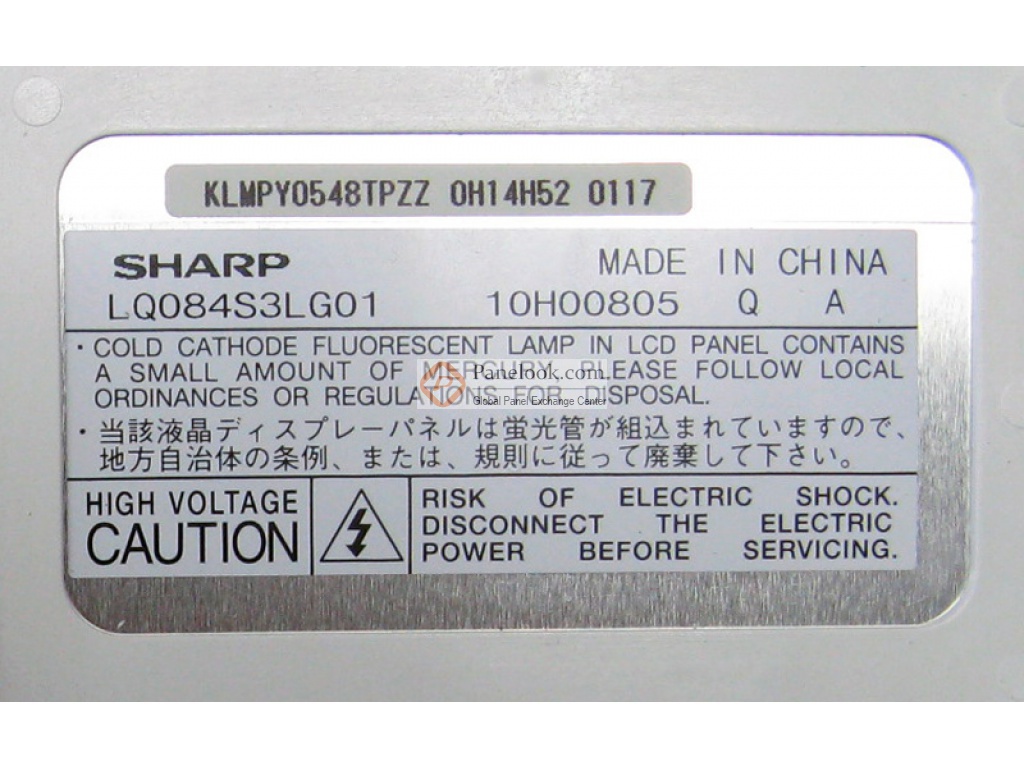 KLMPY0548TPZZ 0H14H52 0117
SHARP MADE IN CHINA
LQ084S3LG01 10H00805 Q A
・COLD CATHODE FLUORESCENT LAMP IN LCD PANEL CONTAINS
A SMALL AMOUNT OF MERCURY, PLEASE FOLLOW LOCAL
ORDINANCES OR REGULATIONS FOR DISPOSAL.
Panelook.com
Global Panel Exchange Center
・当該液晶ディスプレーパネルは蛍光管が組込まれていますので、
地方自治体の条例、または、規則に従って廃棄して下さい。
HIGH VOLTAGE
CAUTION
RISK OF ELECTRIC SHOCK.
DISCONNECT THE ELECTRIC
POWER BEFORE SERVICING.